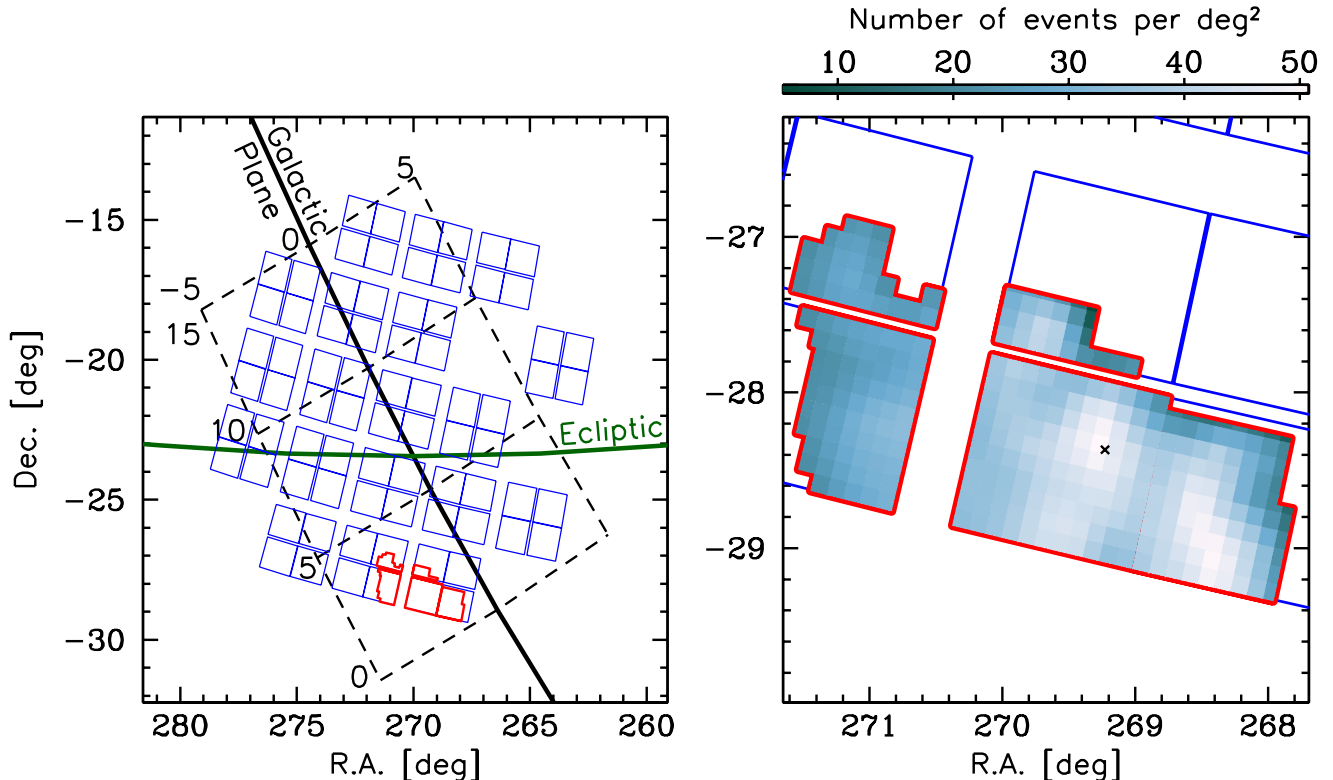 Number of events per deg²
10 20 30 40 50
Galactic
Plane
5
0
−5
15
10
5
0
Ecliptic
−15
−20
−25
−30
Dec. [deg]
280 275 270 265 260
R.A. [deg]
−27
−28
−29
×
271 270 269 268
R.A. [deg]